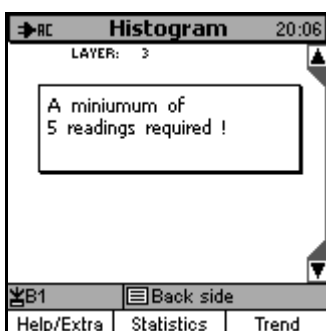 AC Histogram 20:06
LAYER: 3
A miniumum of
5 readings required !
B1 Back side
Help/Extra Statistics Trend